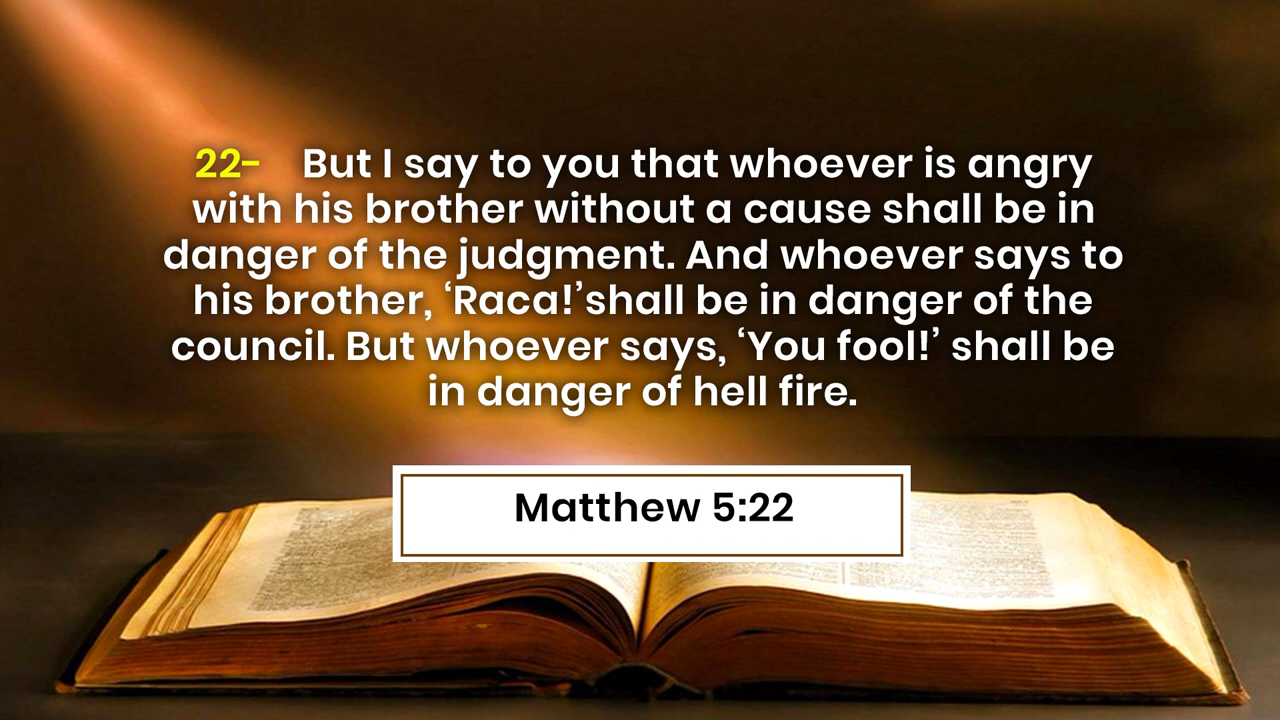 22- But I say to you that whoever is angry
with his brother without a cause shall be in
danger of the judgment. And whoever says to
his brother, ‘Raca!’shall be in danger of the
council. But whoever says, ‘You fool!’ shall be
in danger of hell fire.
Matthew 5:22